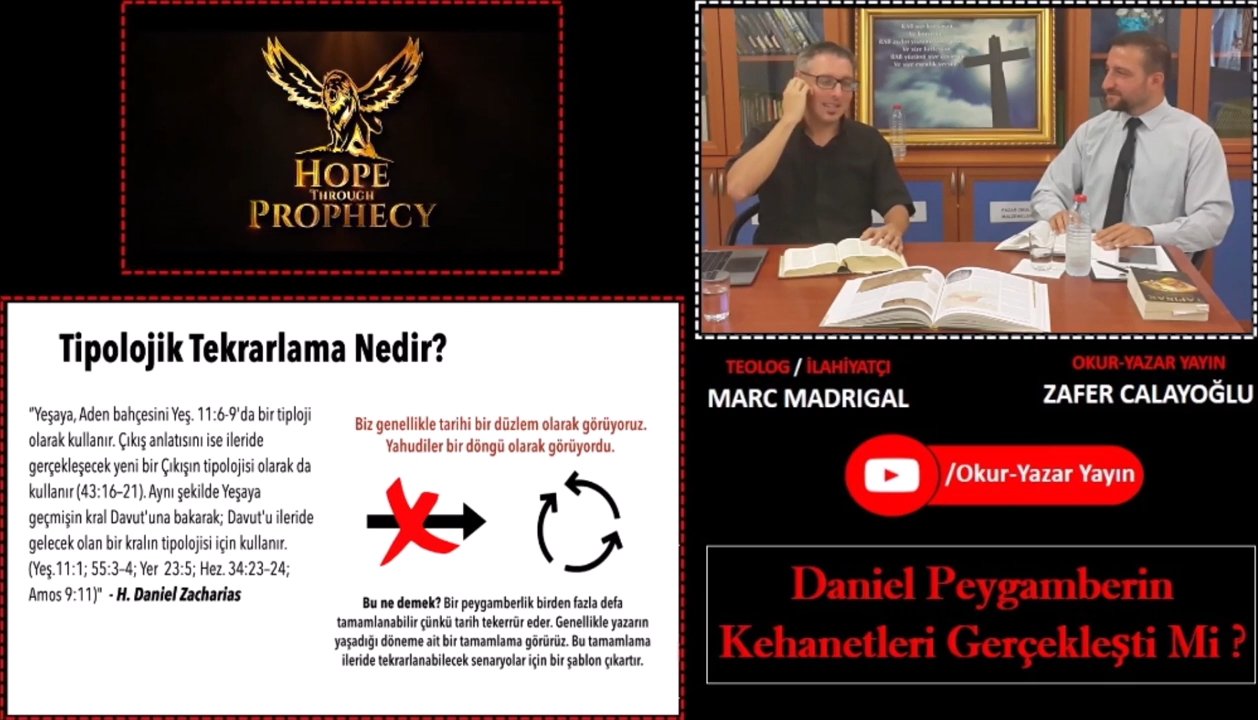 HOPE
THROUGH
PROPHECY
Tipolojik Tekrarlama Nedir?
"Yeşaya, Aden bahçesini Yeş. 11:6-9'da bir tiploji
olarak kullanır. Çıkış anlatısını ise ileride
gerçekleşecek yeni bir Çıkışın tipolojisi olarak da
kullanır (43:16–21). Aynı şekilde Yeşaya
geçmişin kral Davut'una bakarak; Davut'u ileride
gelecek olan bir kralın tipolojisi için kullanır.
(Yeş.11:1; 55:3–4; Yer 23:5; Hez. 34:23–24;
Amos 9:11)" - H. Daniel Zacharias
Biz genellikle tarihi bir düzlem olarak görüyoruz.
Yahudiler bir döngü olarak görüyordu.
Bu ne demek? Bir peygamberlik birden fazla defa
tamamlanabilir çünkü tarih tekerrür eder. Genellikle yazarın
yaşadığı döneme ait bir tamamlama görürüz. Bu tamamlama
ileride tekrarlanabilecek senaryolar için bir şablon çıkartır.
TEOLOG / İLAHİYATÇI
MARC MADRIGAL
OKUR-YAZAR YAYIN
ZAFER CALAYOĞLU
/Okur-Yazar Yayın
Daniel Peygamberin
Kehanetleri Gerçekleşti Mi ?